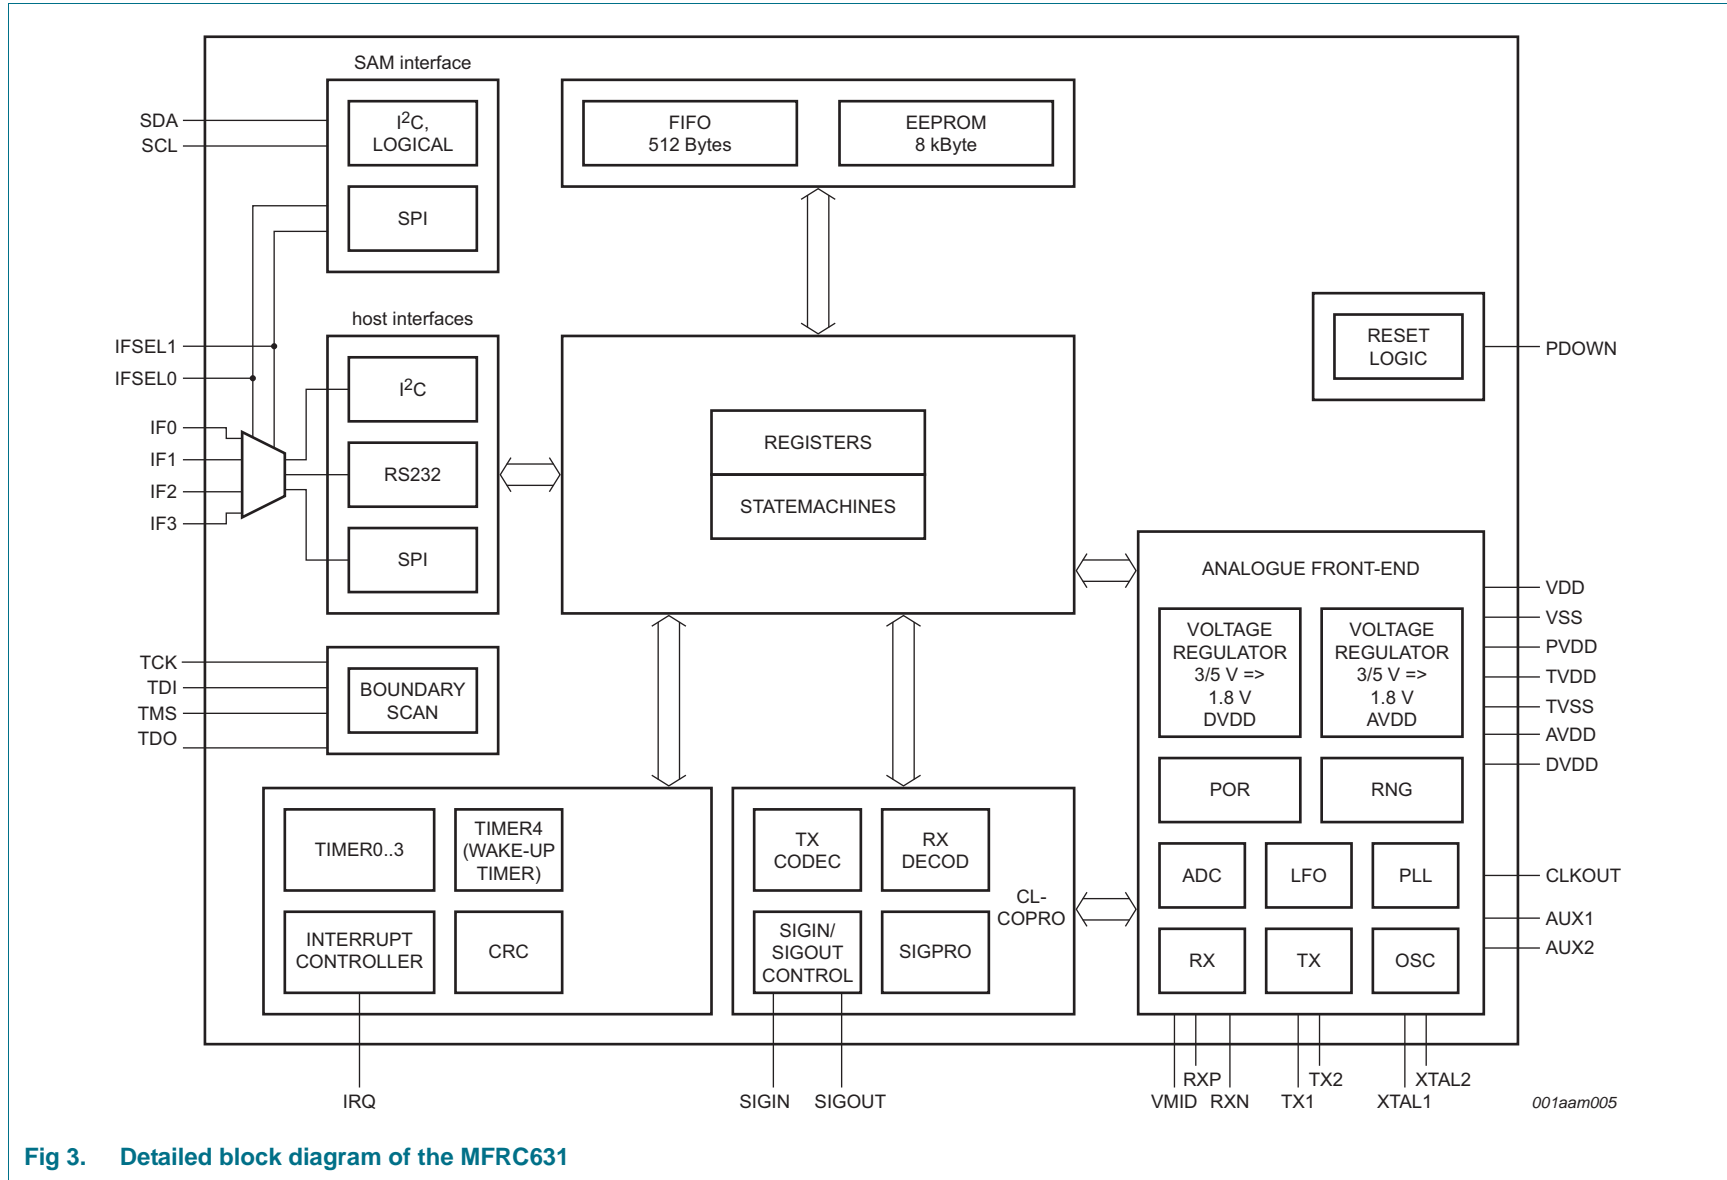 SAM interface
SDA
SCL
I2C,
LOGICAL
SPI
FIFO
512 Bytes
EEPROM
8 kByte
host interfaces
IFSEL1
IFSEL0
IF0
IF1
IF2
IF3
I2C
RS232
SPI
REGISTERS
STATEMACHINES
RESET
LOGIC
PDOWN
TCK
TDI
TMS
TDO
BOUNDARY
SCAN
ANALOGUE FRONT-END
VOLTAGE
REGULATOR
3/5 V =>
1.8 V
DVDD
VOLTAGE
REGULATOR
3/5 V =>
1.8 V
AVDD
POR
RNG
ADC
LFO
PLL
RX
TX
OSC
VDD
VSS
PVDD
TVDD
TVSS
AVDD
DVDD
CLKOUT
AUX1
AUX2
TIMER0..3
TIMER4
(WAKE-UP
TIMER)
INTERRUPT
CONTROLLER
CRC
TX
CODEC
RX
DECOD
CL-
COPRO
SIGIN/
SIGOUT
CONTROL
SIGPRO
IRQ
SIGIN
SIGOUT
VMID
RXP
RXN
TX1
TX2
XTAL1
XTAL2
001aam005
Fig 3. Detailed block diagram of the MFRC631